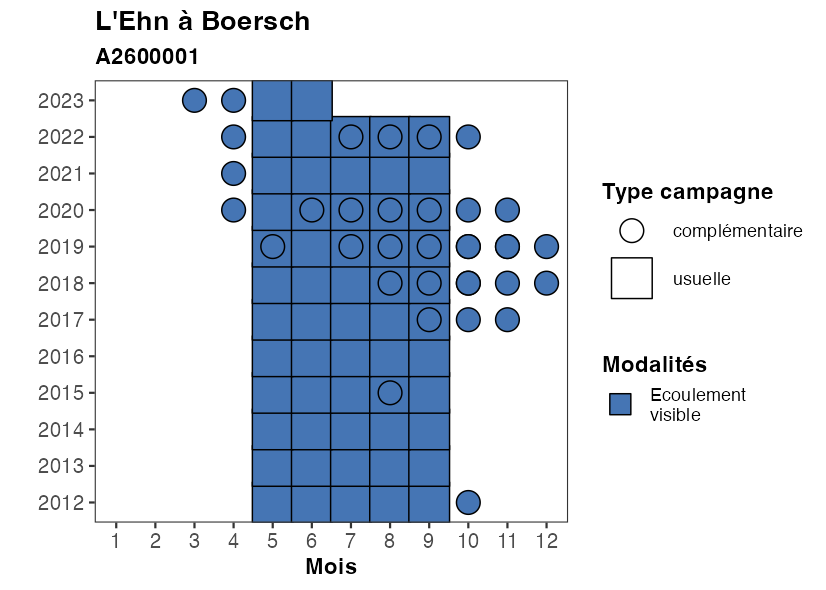 L'Ehn à Boersch
A2600001
2023
2022
2021
2020
2019
2018
2017
2016
2015
2014
2013
2012
1 2 3 4 5 6 7 8 9 10 11 12
Mois
Type campagne
complémentaire
usuelle
Modalités
Ecoulement
visible